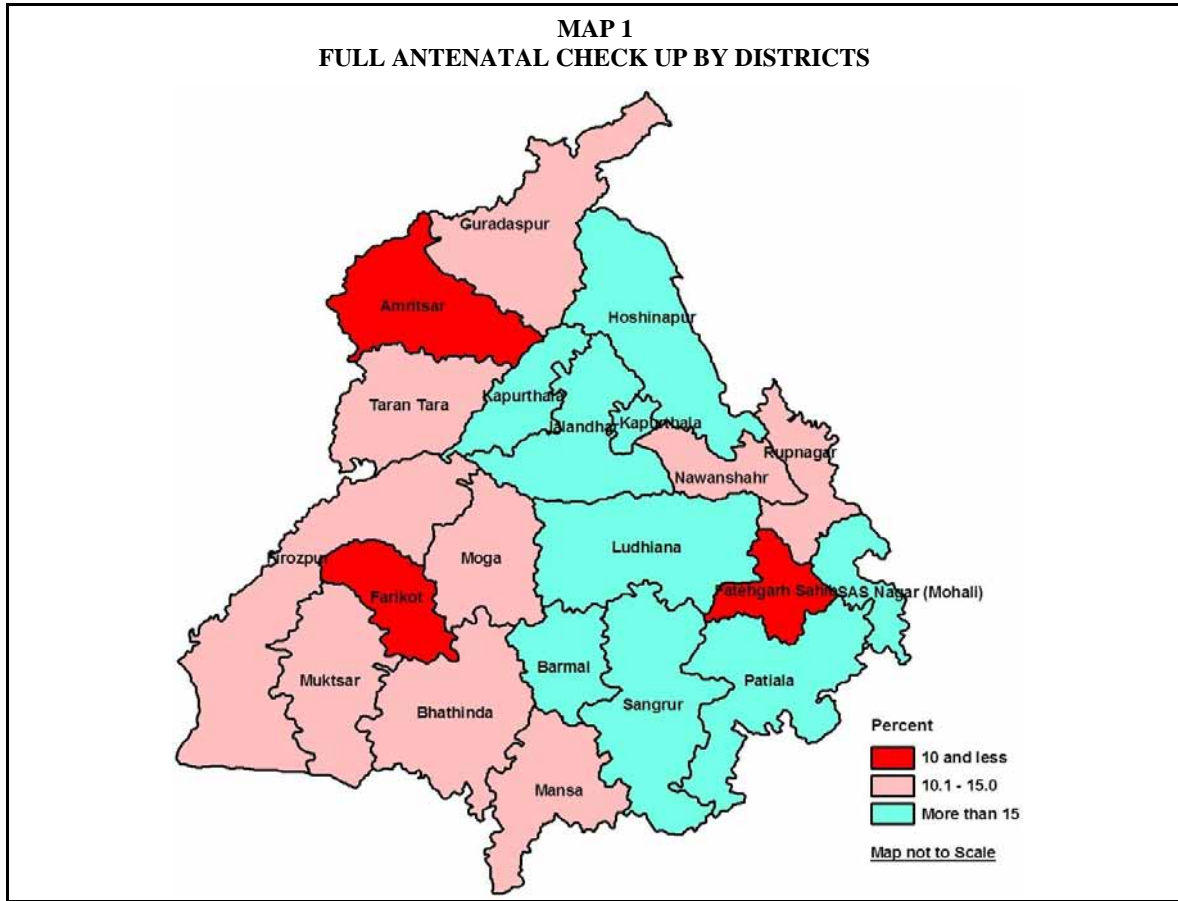 MAP 1
FULL ANTENATAL CHECK UP BY DISTRICTS
Guradaspur
Amritsar
Hoshinapur
Kapurthala
Taran Tara
Jalandhar
Kapurthala
Rupnagar
Nawanshahr
Ludhiana
Moga
Firozpur
Farikot
Fatehgarh Sahib
SAS Nagar (Mohali)
Barmal
Muktsar
Patiala
Sangrur
Bhathinda
Mansa
Percent
10 and less
10.1 - 15.0
More than 15
Map not to Scale